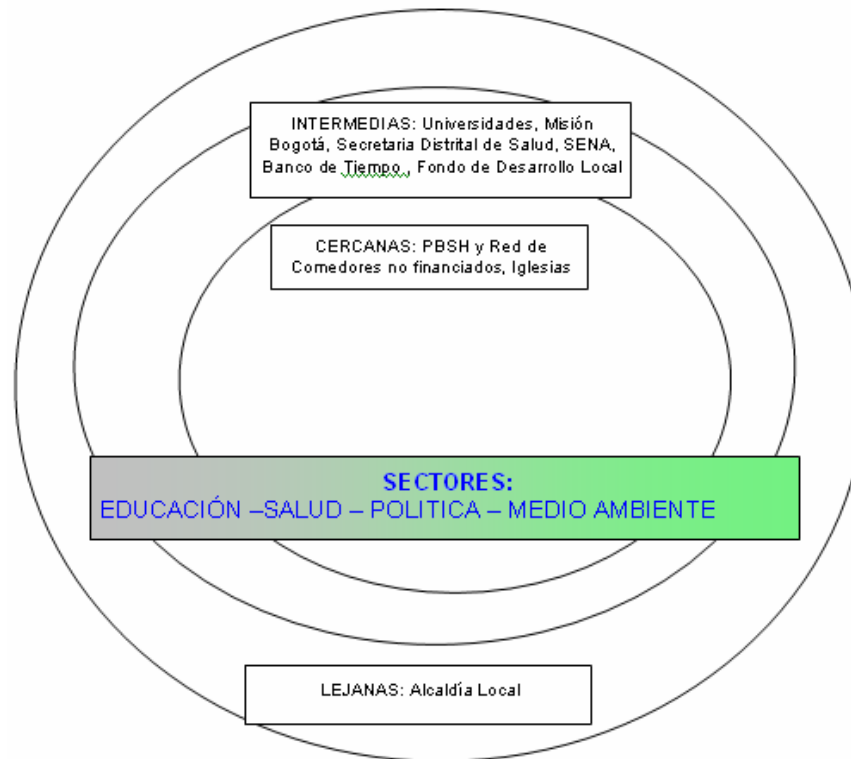 INTERMEDIAS: Universidades, Misión
Bogotá, Secretaria Distrital de Salud, SENA,
Banco de Tiempo , Fondo de Desarrollo Local
CERCANAS: PBSH y Red de
Comedores no financiados, Iglesias
SECTORES:
EDUCACIÓN –SALUD – POLITICA – MEDIO AMBIENTE
LEJANAS: Alcaldía Local